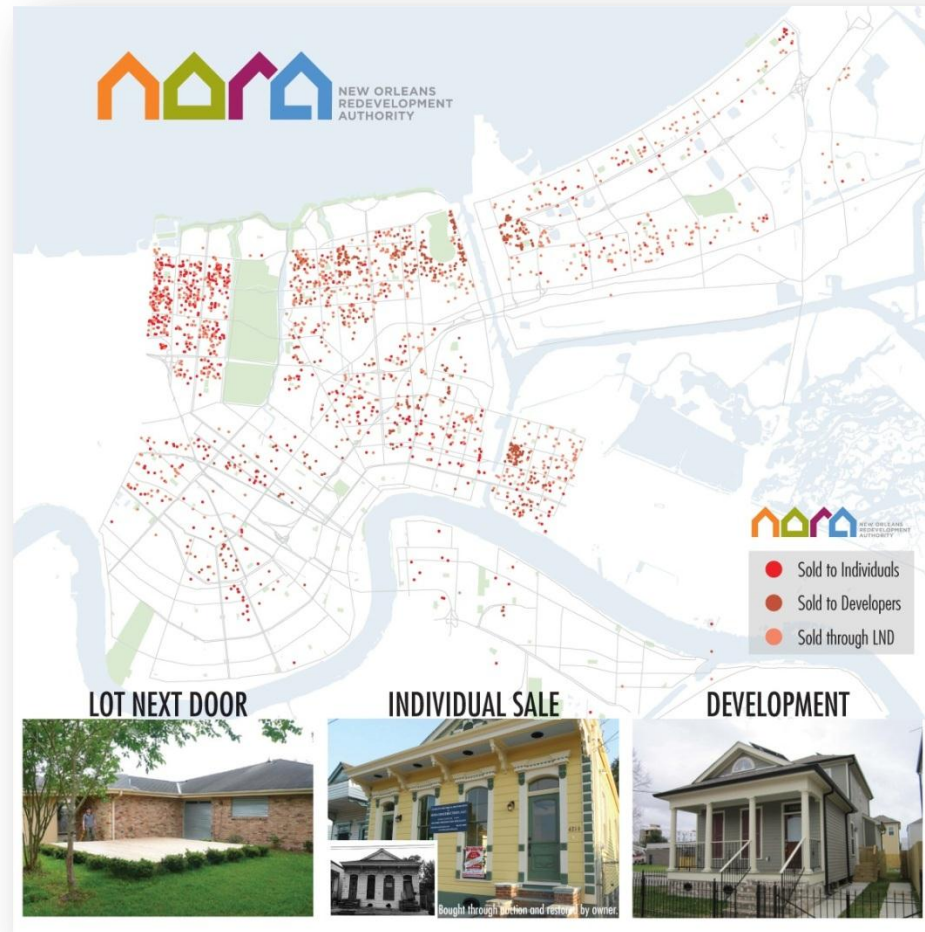 nora
NEW ORLEANS
REDEVELOPMENT
AUTHORITY
nora
NEW ORLEANS
REDEVELOPMENT
AUTHORITY
Sold to Individuals
Sold to Developers
Sold through LND
LOT NEXT DOOR
INDIVIDUAL SALE
DEVELOPMENT
Bought through auction and restored by owner.